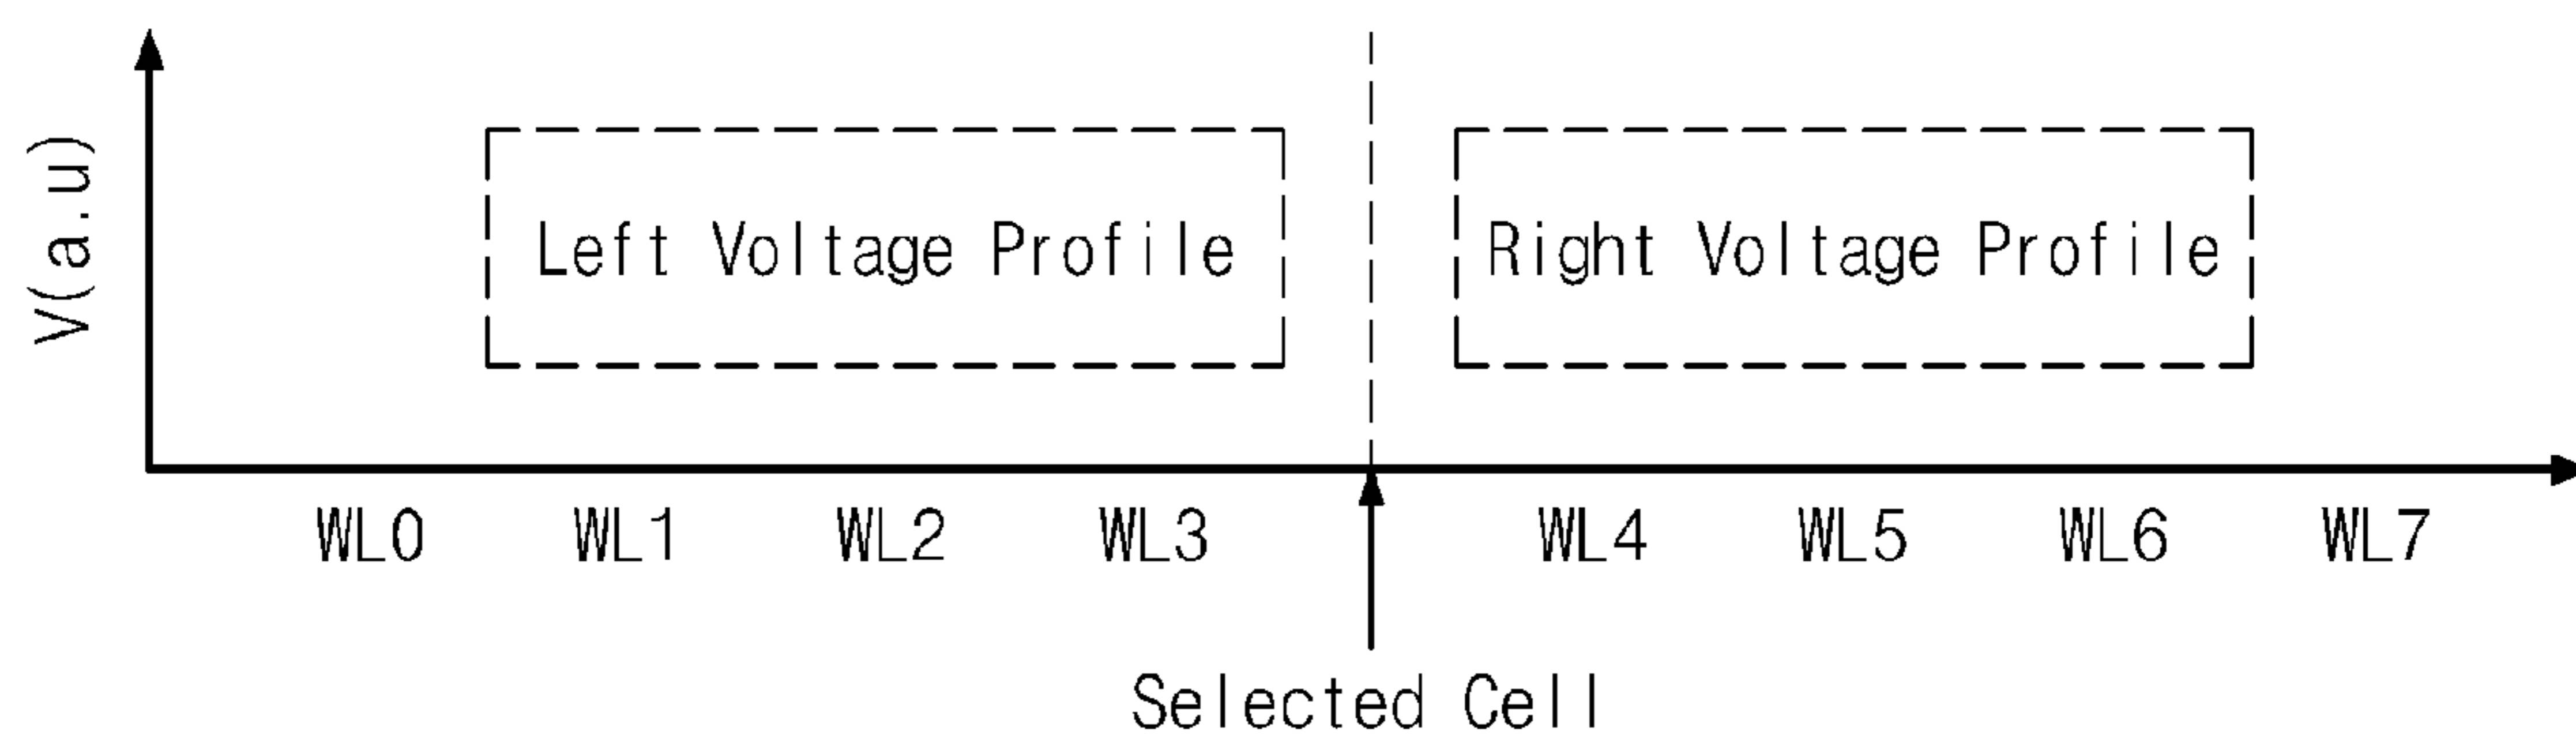 V(a.u)
Left Voltage Profile
Right Voltage Profile
WL0 WL1 WL2 WL3 WL4 WL5 WL6 WL7
Selected Cell